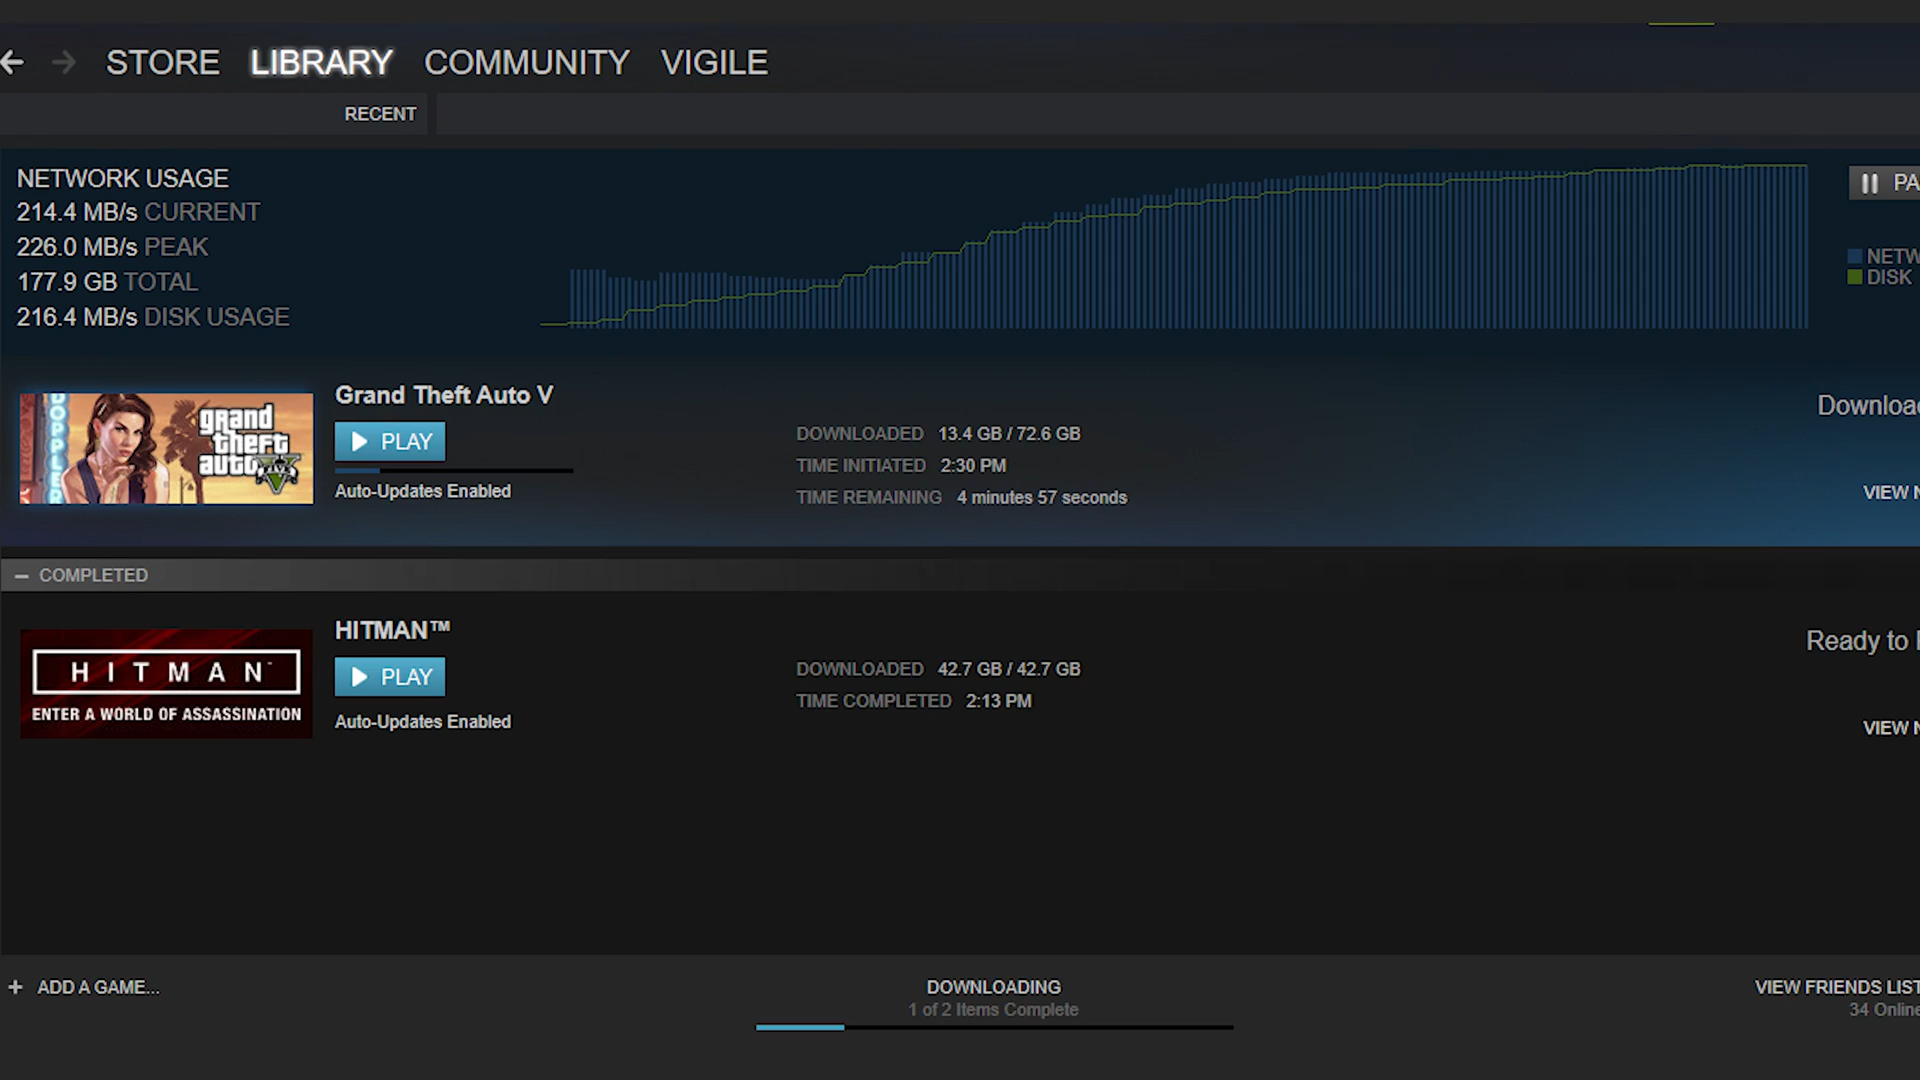 STORE LIBRARY COMMUNITY VIGILE
RECENT
NETWORK USAGE
214.4 MB/s CURRENT
226.0 MB/s PEAK
177.9 GB TOTAL
216.4 MB/s DISK USAGE
PA
NETW
DISK
DOPPLER
grand
theft
auto
V
Grand Theft Auto V
PLAY
Auto-Updates Enabled
DOWNLOADED 13.4 GB / 72.6 GB
TIME INITIATED 2:30 PM
TIME REMAINING 4 minutes 57 seconds
Download
VIEW N
COMPLETED
HITMAN™
ENTER A WORLD OF ASSASSINATION
HITMAN™
PLAY
Auto-Updates Enabled
DOWNLOADED 42.7 GB / 42.7 GB
TIME COMPLETED 2:13 PM
Ready to
VIEW N
+ ADD A GAME...
DOWNLOADING
1 of 2 Items Complete
VIEW FRIENDS LIST
34 Online